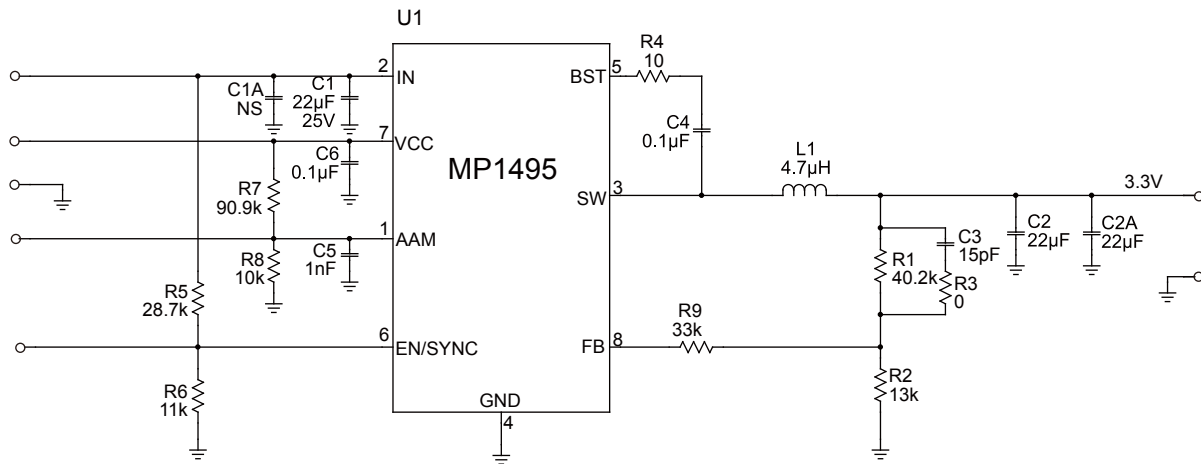 U1
2
IN
C1A
NS
C1
22µF
25V
7
VCC
C6
0.1µF
R7
90.9k
1
AAM
R8
10k
C5
1nF
R5
28.7k
6
EN/SYNC
R6
11k
MP1495
GND
4
BST
5
R4
10
C4
0.1µF
SW
3
L1
4.7µH
3.3V
C3
15pF
R1
40.2k
R3
0
C2
22µF
C2A
22µF
FB
8
R9
33k
R2
13k